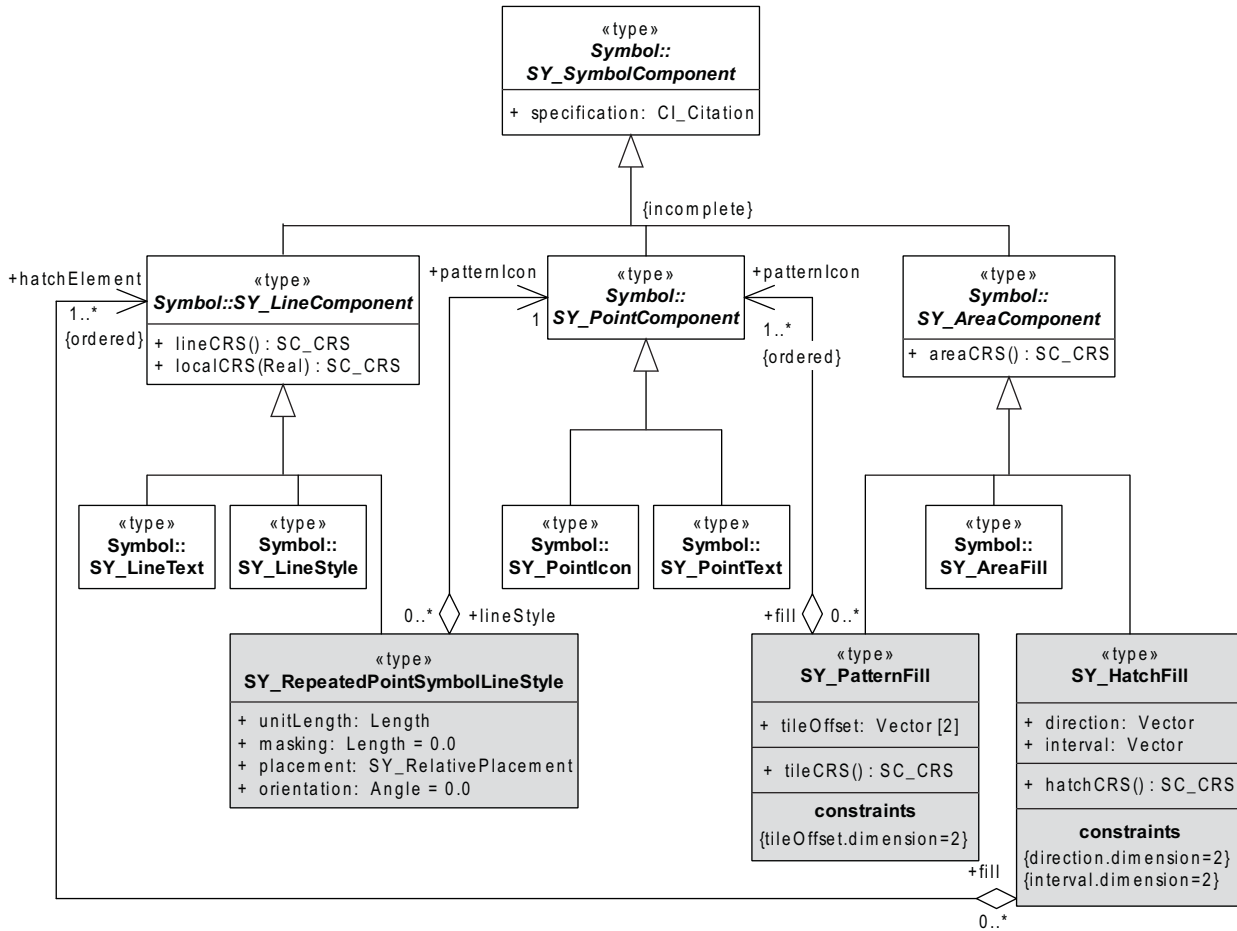 «type»
Symbol::
SY_SymbolComponent
+ specification: CI_Citation
{incomplete}
+hatchElement
1..*
{ordered}
«type»
Symbol::SY_LineComponent
+ lineCRS() : SC_CRS
+ localCRS(Real) : SC_CRS
+patternIcon
1
«type»
Symbol::
SY_PointComponent
+patternIcon
1..*
{ordered}
«type»
Symbol::
SY_AreaComponent
+ areaCRS() : SC_CRS
«type»
Symbol::
SY_LineText
«type»
Symbol::
SY_LineStyle
«type»
Symbol::
SY_PointIcon
«type»
Symbol::
SY_PointText
«type»
Symbol::
SY_AreaFill
0..*
+lineStyle
+fill
0..*
«type»
SY_RepeatedPointSymbolLineStyle
+ unitLength: Length
+ masking: Length = 0.0
+ placement: SY_RelativePlacement
+ orientation: Angle = 0.0
«type»
SY_PatternFill
+ tileOffset: Vector [2]
+ tileCRS() : SC_CRS
constraints
{tileOffset.dimension=2}
«type»
SY_HatchFill
+ direction: Vector
+ interval: Vector
+ hatchCRS() : SC_CRS
constraints
{direction.dimension=2}
{interval.dimension=2}
+fill
0..*